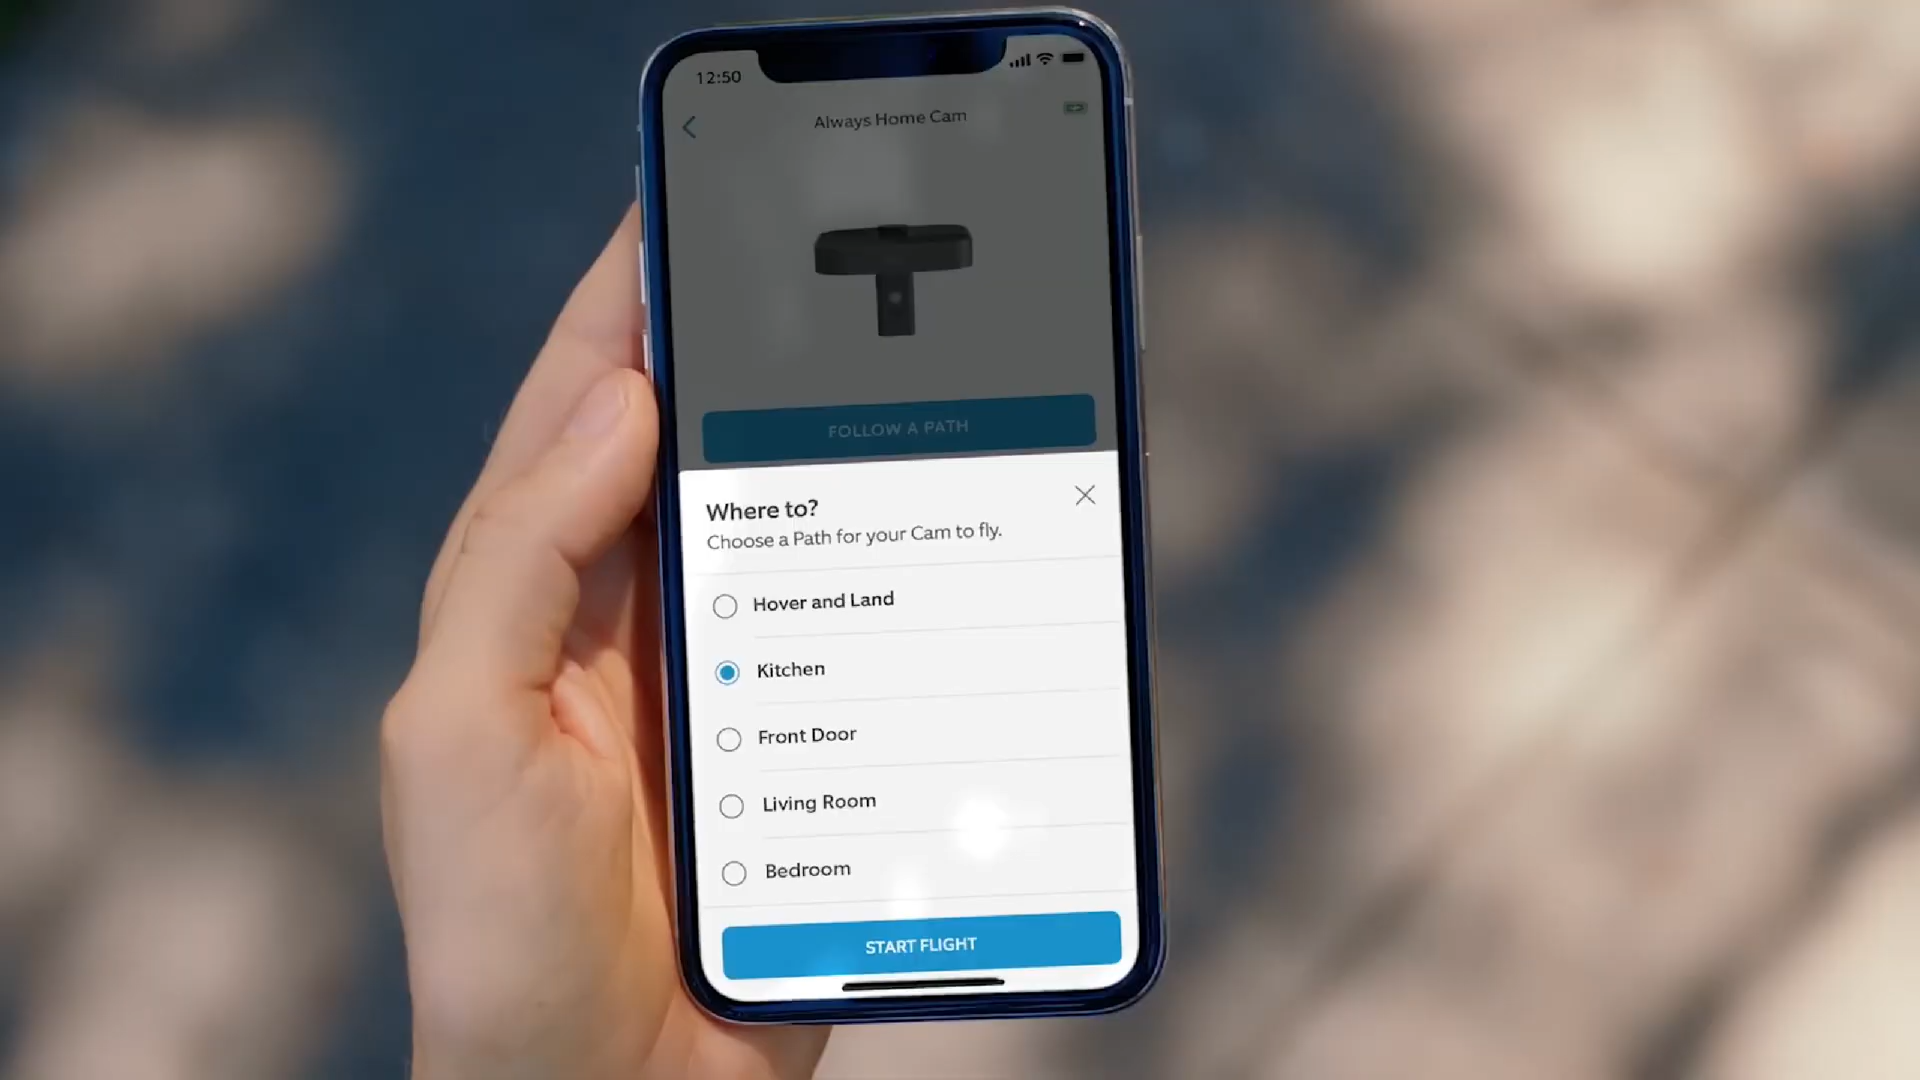 12:50
Always Home Cam
FOLLOW A PATH
Where to?
Choose a Path for your Cam to fly.
Hover and Land
Kitchen
Front Door
Living Room
Bedroom
START FLIGHT